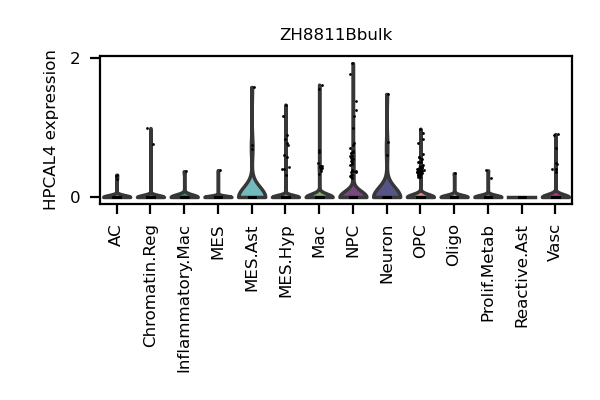 ZH8811Bbulk
HPCAL4 expression
2
0
AC
Chromatin.Reg
Inflammatory.Mac
MES
MES.Ast
MES.Hyp
Mac
NPC
Neuron
OPC
Oligo
Prolif.Metab
Reactive.Ast
Vasc